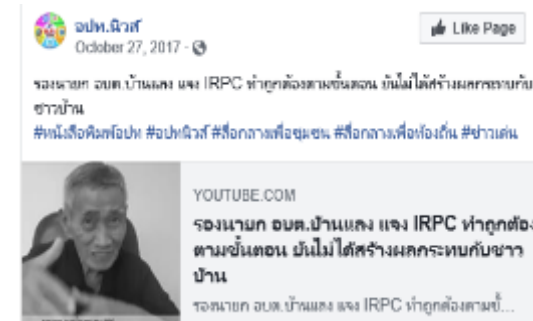 อปท.นิวส์
October 27, 2017 ·
Like Page
รองนายก อบต.บ้านแลง แจง IRPC ทำถูกต้องตามขั้นตอน ยันไม่ได้สร้างผลกระทบกับ
ชาวบ้าน
#หนังสือพิมพ์อปท #อปทนิวส์ #สื่อกลางเพื่อชุมชน #สื่อกลางเพื่อท้องถิ่น #ข่าวเด่น
YOUTUBE.COM
รองนายก อบต.บ้านแลง แจง IRPC ทำถูกต้อง
ตามขั้นตอน ยันไม่ได้สร้างผลกระทบกับชาว
บ้าน
รองนายก อบต.บ้านแลง แจง IRPC ทำถูกต้องตามขั้...